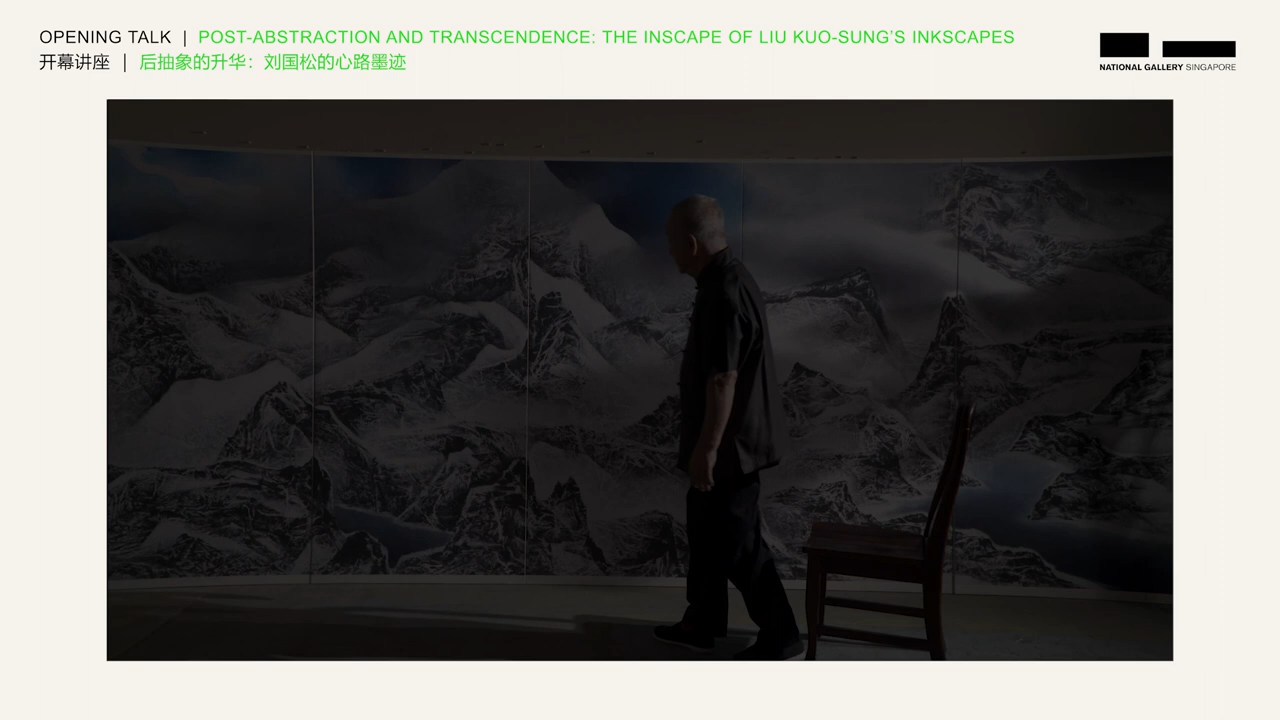 OPENING TALK | POST-ABSTRACTION AND TRANSCENDENCE: THE INSCAPE OF LIU KUO-SUNG'S INKSCAPES
开幕讲座 | 后抽象的升华：刘国松的心路墨迹
NATIONAL GALLERY SINGAPORE